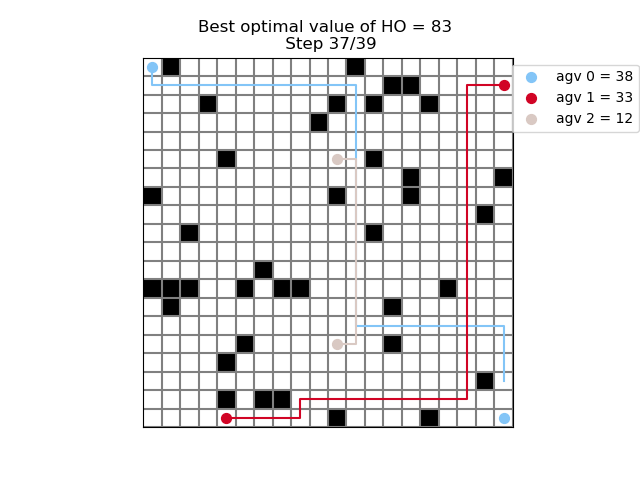 Best optimal value of HO = 83
Step 37/39
agv 0 = 38
agv 1 = 33
agv 2 = 12